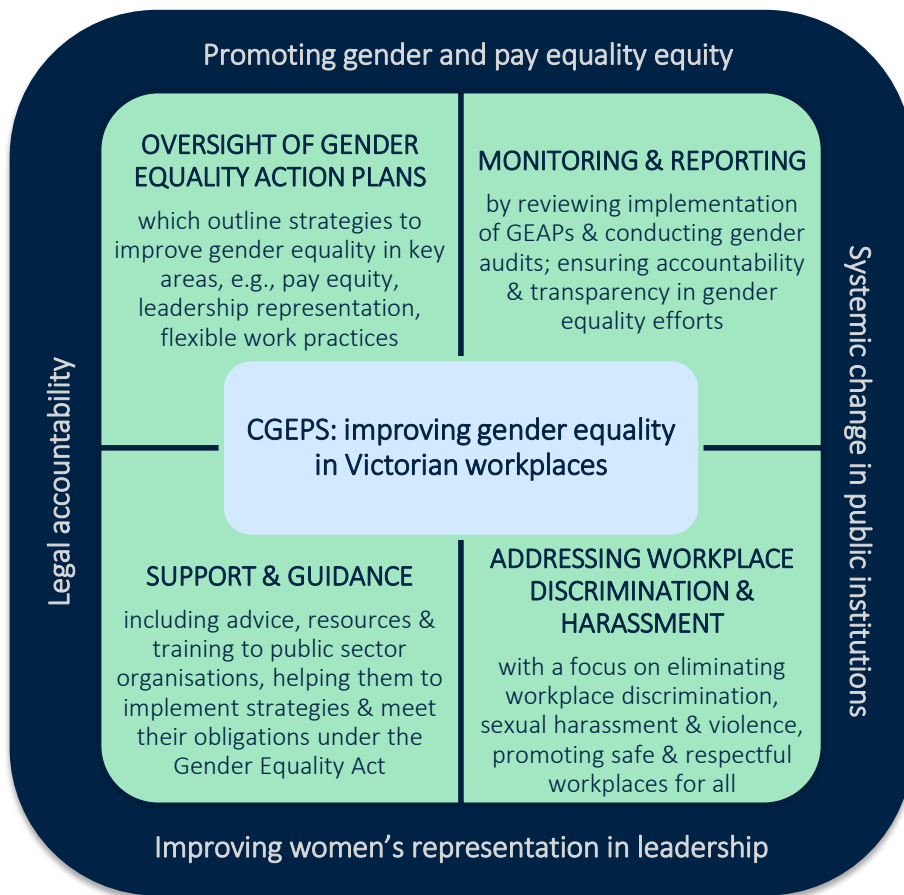 Promoting gender and pay equality equity
OVERSIGHT OF GENDER
EQUALITY ACTION PLANS
which outline strategies to
improve gender equality in key
areas, e.g., pay equity,
leadership representation,
flexible work practices
MONITORING & REPORTING
by reviewing implementation
of GEAPs & conducting gender
audits; ensuring accountability
& transparency in gender
equality efforts
Legal accountability
CGEPS: improving gender equality
in Victorian workplaces
Systemic change in public institutions
SUPPORT & GUIDANCE
including advice, resources &
training to public sector
organisations, helping them to
implement strategies & meet
their obligations under the
Gender Equality Act
ADDRESSING WORKPLACE
DISCRIMINATION &
HARASSMENT
with a focus on eliminating
workplace discrimination,
sexual harassment & violence,
promoting safe & respectful
workplaces for all
Improving women’s representation in leadership